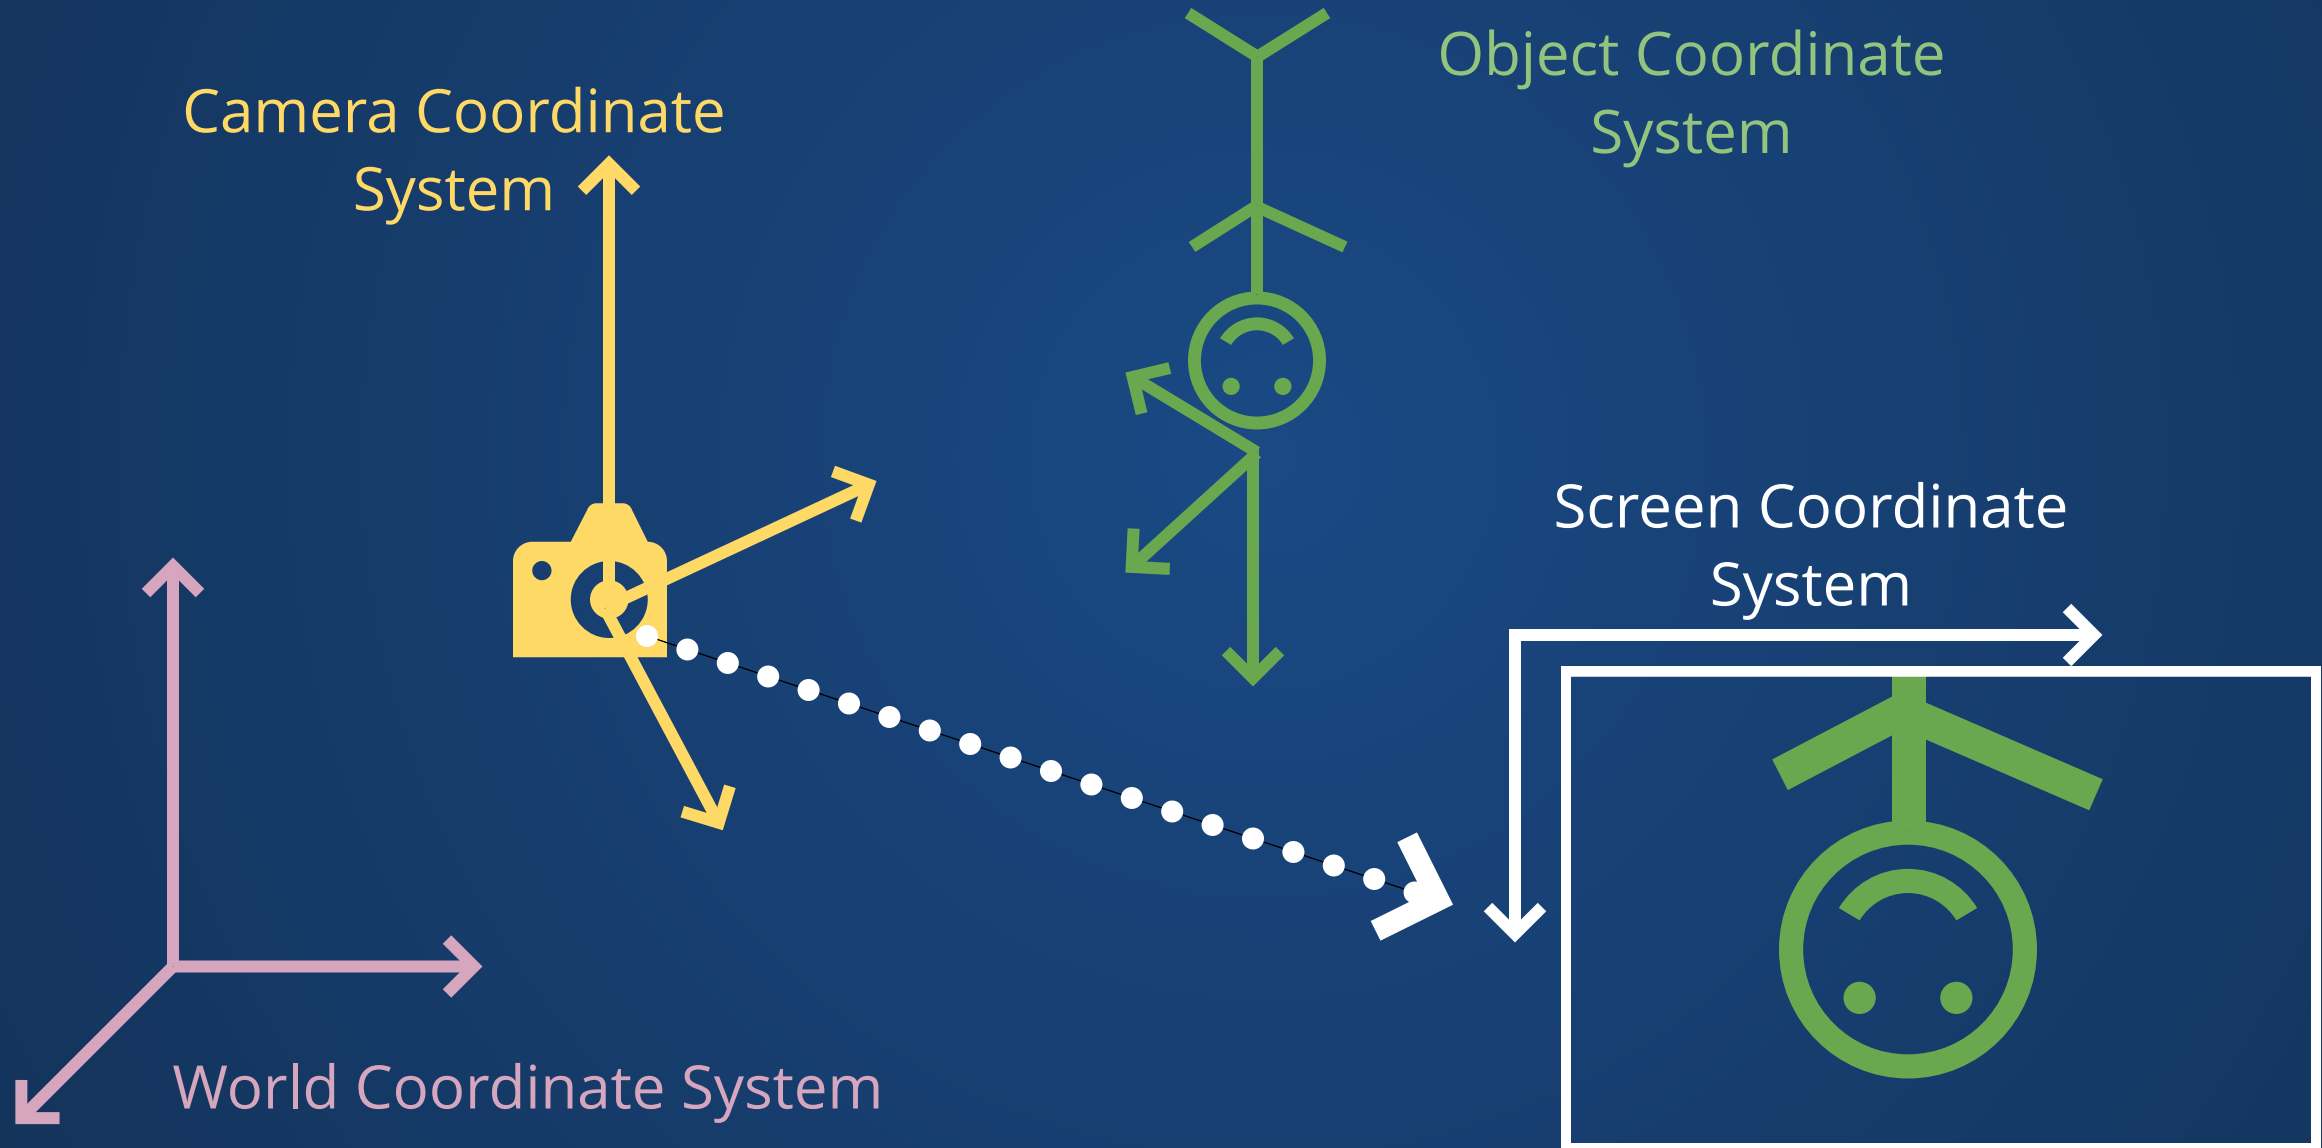 Camera Coordinate
System
Object Coordinate
System
Screen Coordinate
System
World Coordinate System